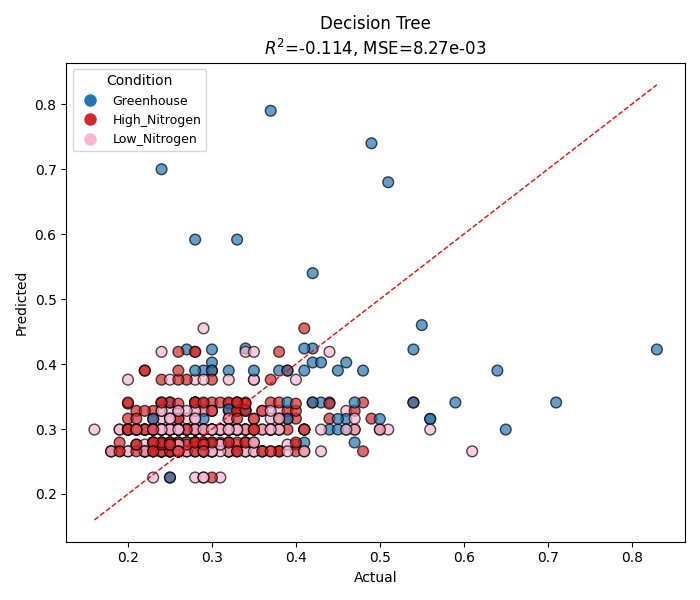 Decision Tree
R²=-0.114, MSE=8.27e-03
Condition
Greenhouse
High_Nitrogen
Low_Nitrogen
Predicted
0.8
0.7
0.6
0.5
0.4
0.3
0.2
0.2 0.3 0.4 0.5 0.6 0.7 0.8
Actual